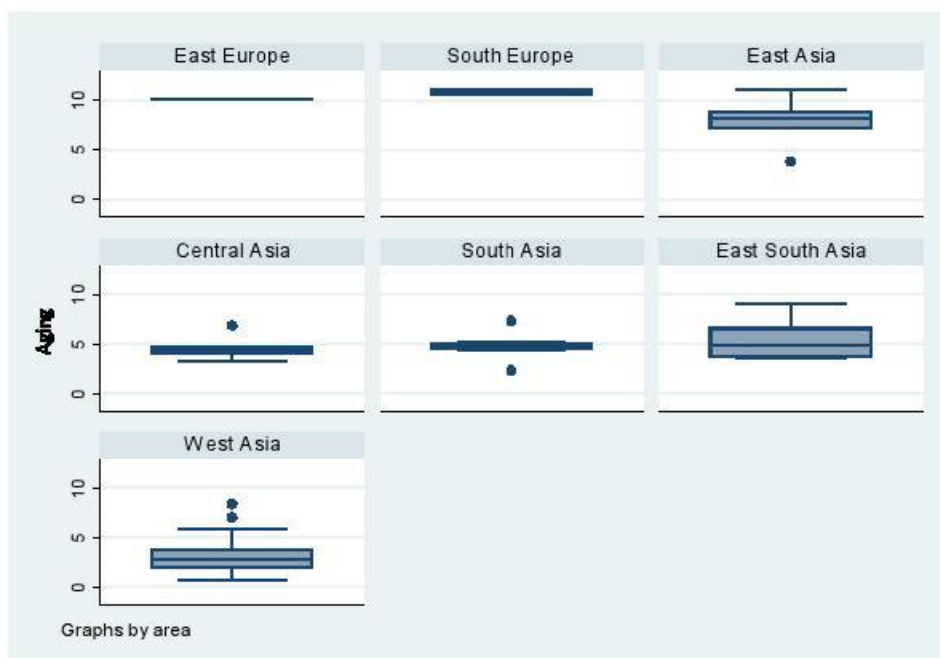 East Europe
South Europe
East Asia
10
5
0
Central Asia
South Asia
East South Asia
10
5
0
Aging
West Asia
10
5
0
Graphs by area